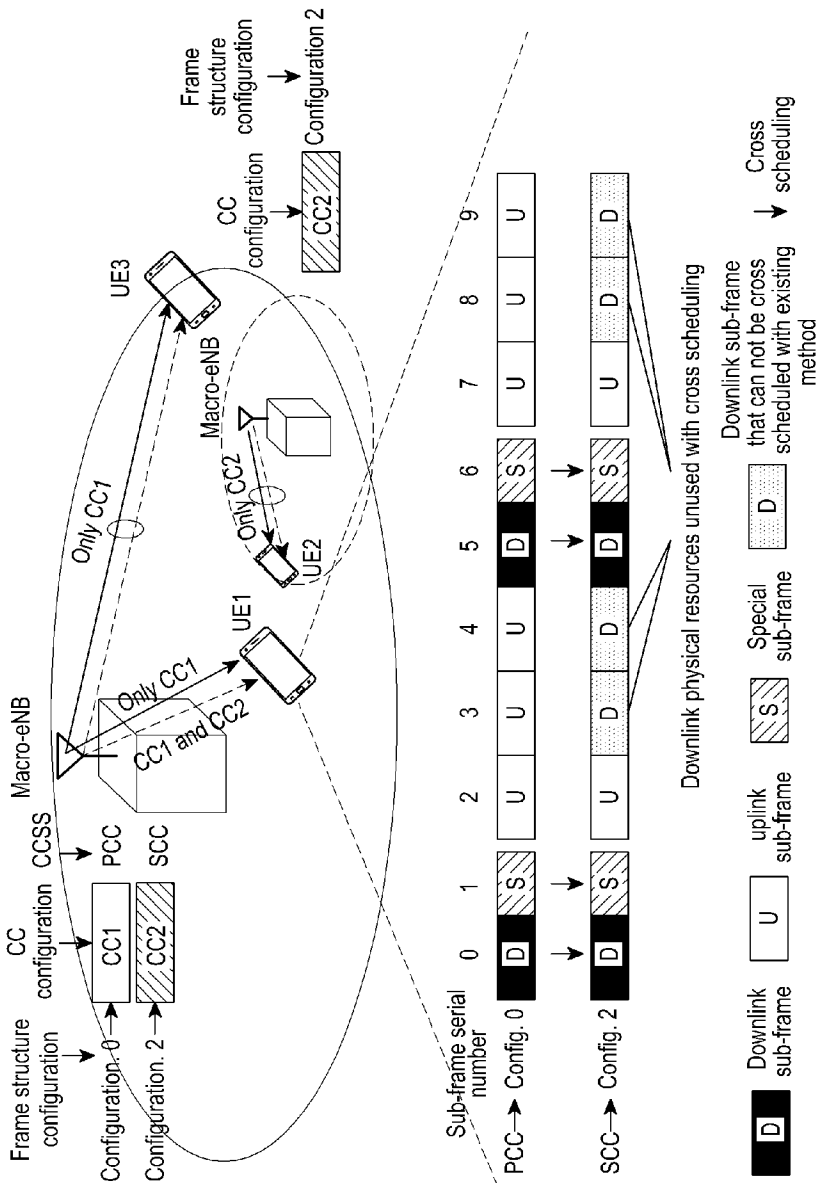 Frame structure
configuration
CC
configuration
CCSS
Macro-eNB
Configuration. 0
CC1
PCC
Configuration. 2
CC2
SCC
Only CC1
CC1 and CC2
UE1
Only CC1
UE3
Macro-eNB
Only CC2
UE2
CC
configuration
Frame
structure
configuration
CC2
Configuration 2
Sub-frame serial
number
0 1 2 3 4 5 6 7 8 9
PCC
Config. 0
D S U U U D S U U U
SCC
Config. 2
D S U D D D S U D D
Downlink physical resources unused with cross scheduling
D
Downlink
sub-frame
U
uplink
sub-frame
S
Special
sub-frame
D
Downlink sub-frame
that can not be cross
scheduled with existing
method
Cross
scheduling